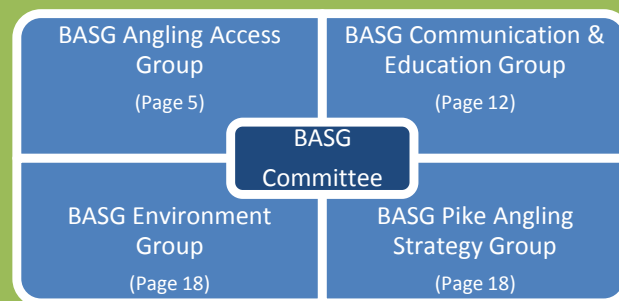 BASG Angling Access
Group
(Page 5)
BASG Communication &
Education Group
(Page 12)
BASG
Committee
BASG Environment
Group
(Page 18)
BASG Pike Angling
Strategy Group
(Page 18)